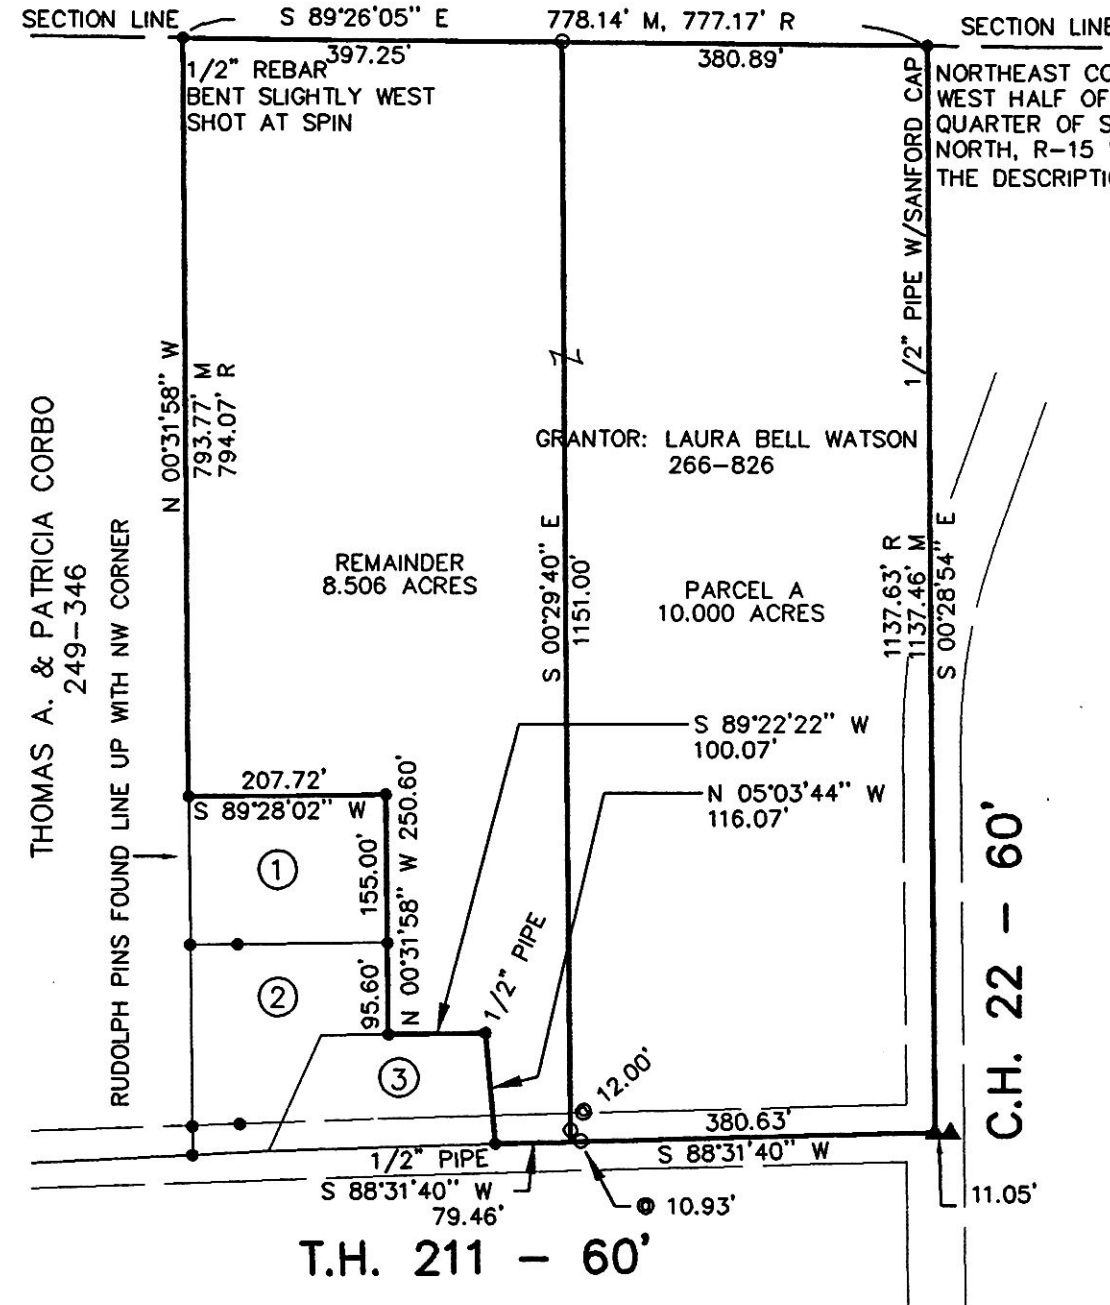 SECTION LINE
S 89°26'05" E
778.14' M, 777.17' R
SECTION LINE
397.25'
380.89'
1/2" REBAR
BENT SLIGHTLY WEST
SHOT AT SPIN
1/2" PIPE W/SANFORD CAP
NORTHEAST CO
WEST HALF OF
QUARTER OF S
NORTH, R-15
THE DESCRIPTI
N 00°31'58" W
793.77' M
794.07' R
THOMAS A. & PATRICIA CORBO
249-346
RUDOLPH PINS FOUND LINE UP WITH NW CORNER
GRANTOR: LAURA BELL WATSON
266-826
REMAINDER
8.506 ACRES
S 00°29'40" E
1151.00'
PARCEL A
10.000 ACRES
1137.63' R
1137.46' M
S 00°28'54" E
S 89°22'22" W
100.07'
N 05°03'44" W
116.07'
207.72'
S 89°28'02" W
N 00°31'58" W 250.60'
155.00'
95.60'
1
2
3
1/2" PIPE
12.00'
380.63'
S 88°31'40" W
1/2" PIPE
S 88°31'40" W
79.46'
10.93'
11.05'
C.H. 22 - 60'
T.H. 211 - 60'